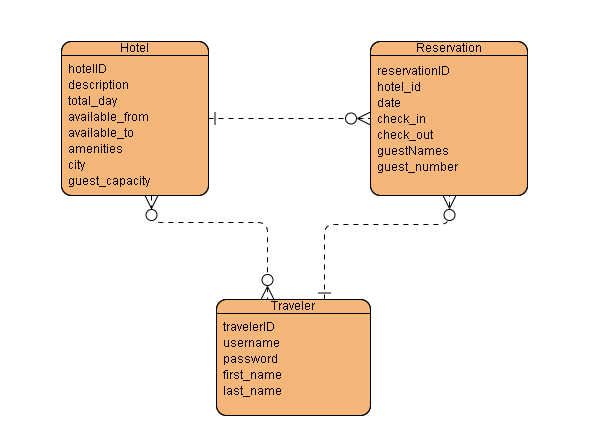 Hotel
hotelID
description
total_day
available_from
available_to
amenities
city
guest_capacity
Reservation
reservationID
hotel_id
date
check_in
check_out
guestNames
guest_number
Traveler
travelerID
username
password
first_name
last_name